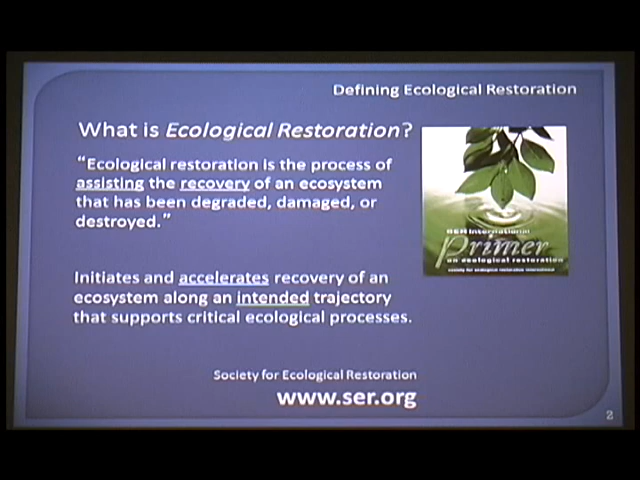 Defining Ecological Restoration
What is Ecological Restoration?
“Ecological restoration is the process of
assisting the recovery of an ecosystem
that has been degraded, damaged, or
destroyed.”
Initiates and accelerates recovery of an
ecosystem along an intended trajectory
that supports critical ecological processes.
SER International
Primer
on ecological restoration
society for ecological restoration international
Society for Ecological Restoration
www.ser.org
2